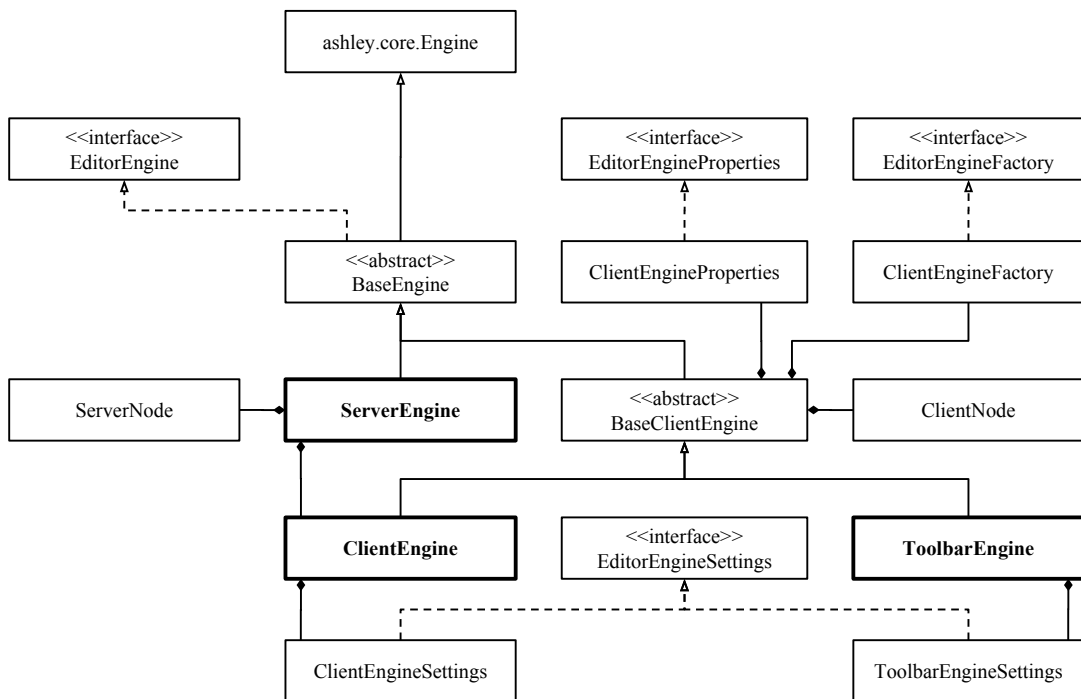 ashley.core.Engine
<<interface>>
EditorEngine
<<interface>>
EditorEngineProperties
<<interface>>
EditorEngineFactory
<<abstract>>
BaseEngine
ClientEngineProperties
ClientEngineFactory
ServerNode
ServerEngine
<<abstract>>
BaseClientEngine
ClientNode
ClientEngine
<<interface>>
EditorEngineSettings
ToolbarEngine
ClientEngineSettings
ToolbarEngineSettings